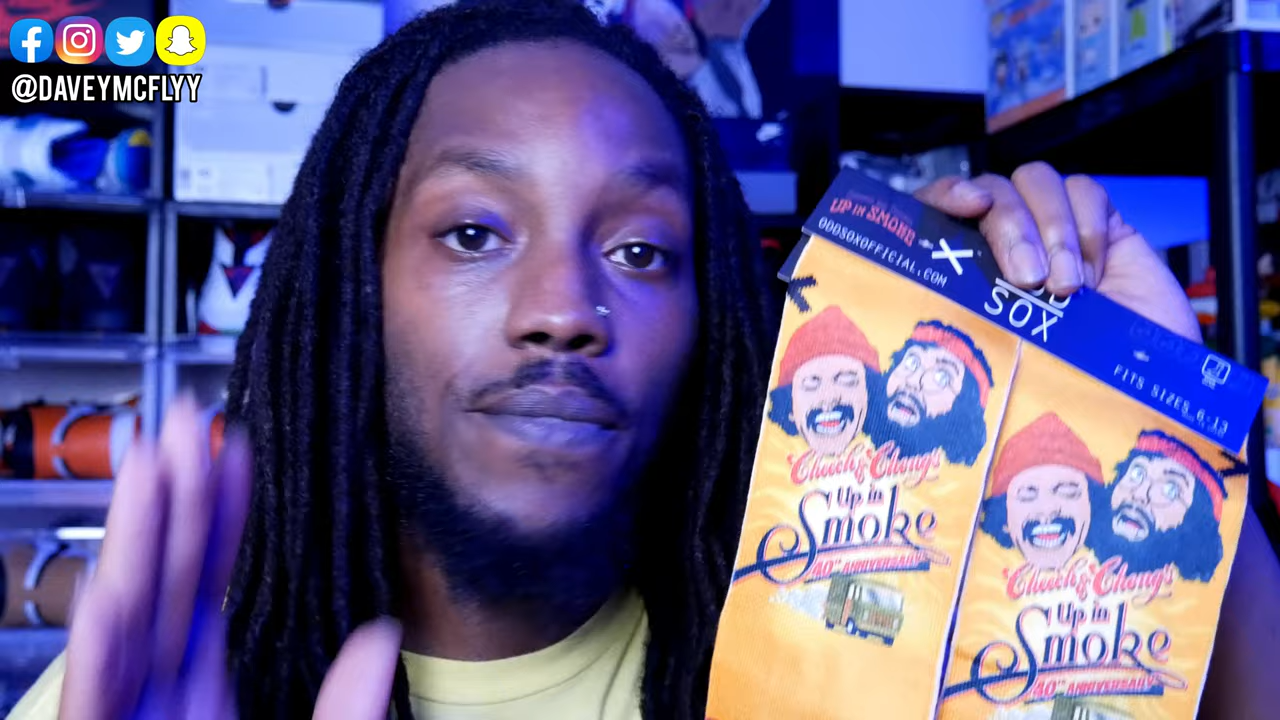 @DAVEYMCFLYY
UP IN SMOKE
X
ODDSOXOFFICIAL.COM
ODD
SOX
FITS SIZES 6-13
Cheech & Chong's
Up in
Smoke
40TH ANNIVERSARY
Cheech & Chong's
Up in
Smoke
40TH ANNIVERSARY